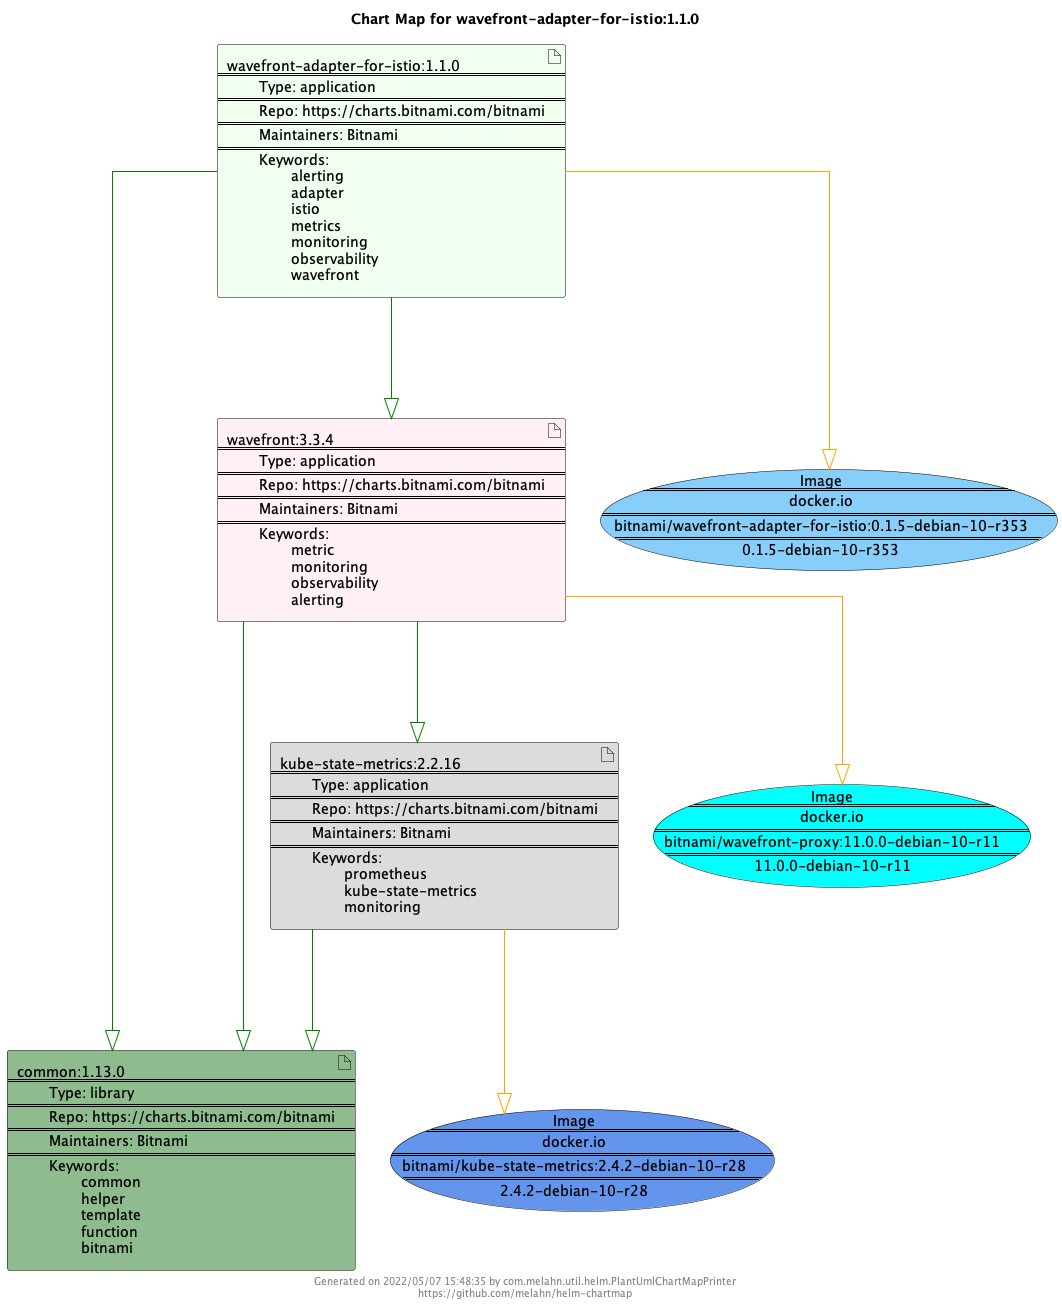 Chart Map for wavefront-adapter-for-istio:1.1.0
wavefront-adapter-for-istio:1.1.0
Type: application
Repo: https://charts.bitnami.com/bitnami
Maintainers: Bitnami
Keywords:
alerting
adapter
istio
metrics
monitoring
observability
wavefront
wavefront:3.3.4
Type: application
Repo: https://charts.bitnami.com/bitnami
Maintainers: Bitnami
Keywords:
metric
monitoring
observability
alerting
Image
docker.io
bitnami/wavefront-adapter-for-istio:0.1.5-debian-10-r353
0.1.5-debian-10-r353
kube-state-metrics:2.2.16
Type: application
Repo: https://charts.bitnami.com/bitnami
Maintainers: Bitnami
Keywords:
prometheus
kube-state-metrics
monitoring
Image
docker.io
bitnami/wavefront-proxy:11.0.0-debian-10-r11
11.0.0-debian-10-r11
common:1.13.0
Type: library
Repo: https://charts.bitnami.com/bitnami
Maintainers: Bitnami
Keywords:
common
helper
template
function
bitnami
Image
docker.io
bitnami/kube-state-metrics:2.4.2-debian-10-r28
2.4.2-debian-10-r28
Generated on 2022/05/07 15:48:35 by com.melahn.util.helm.PlantUmlChartMapPrinter
https://github.com/melahn/helm-chartmap